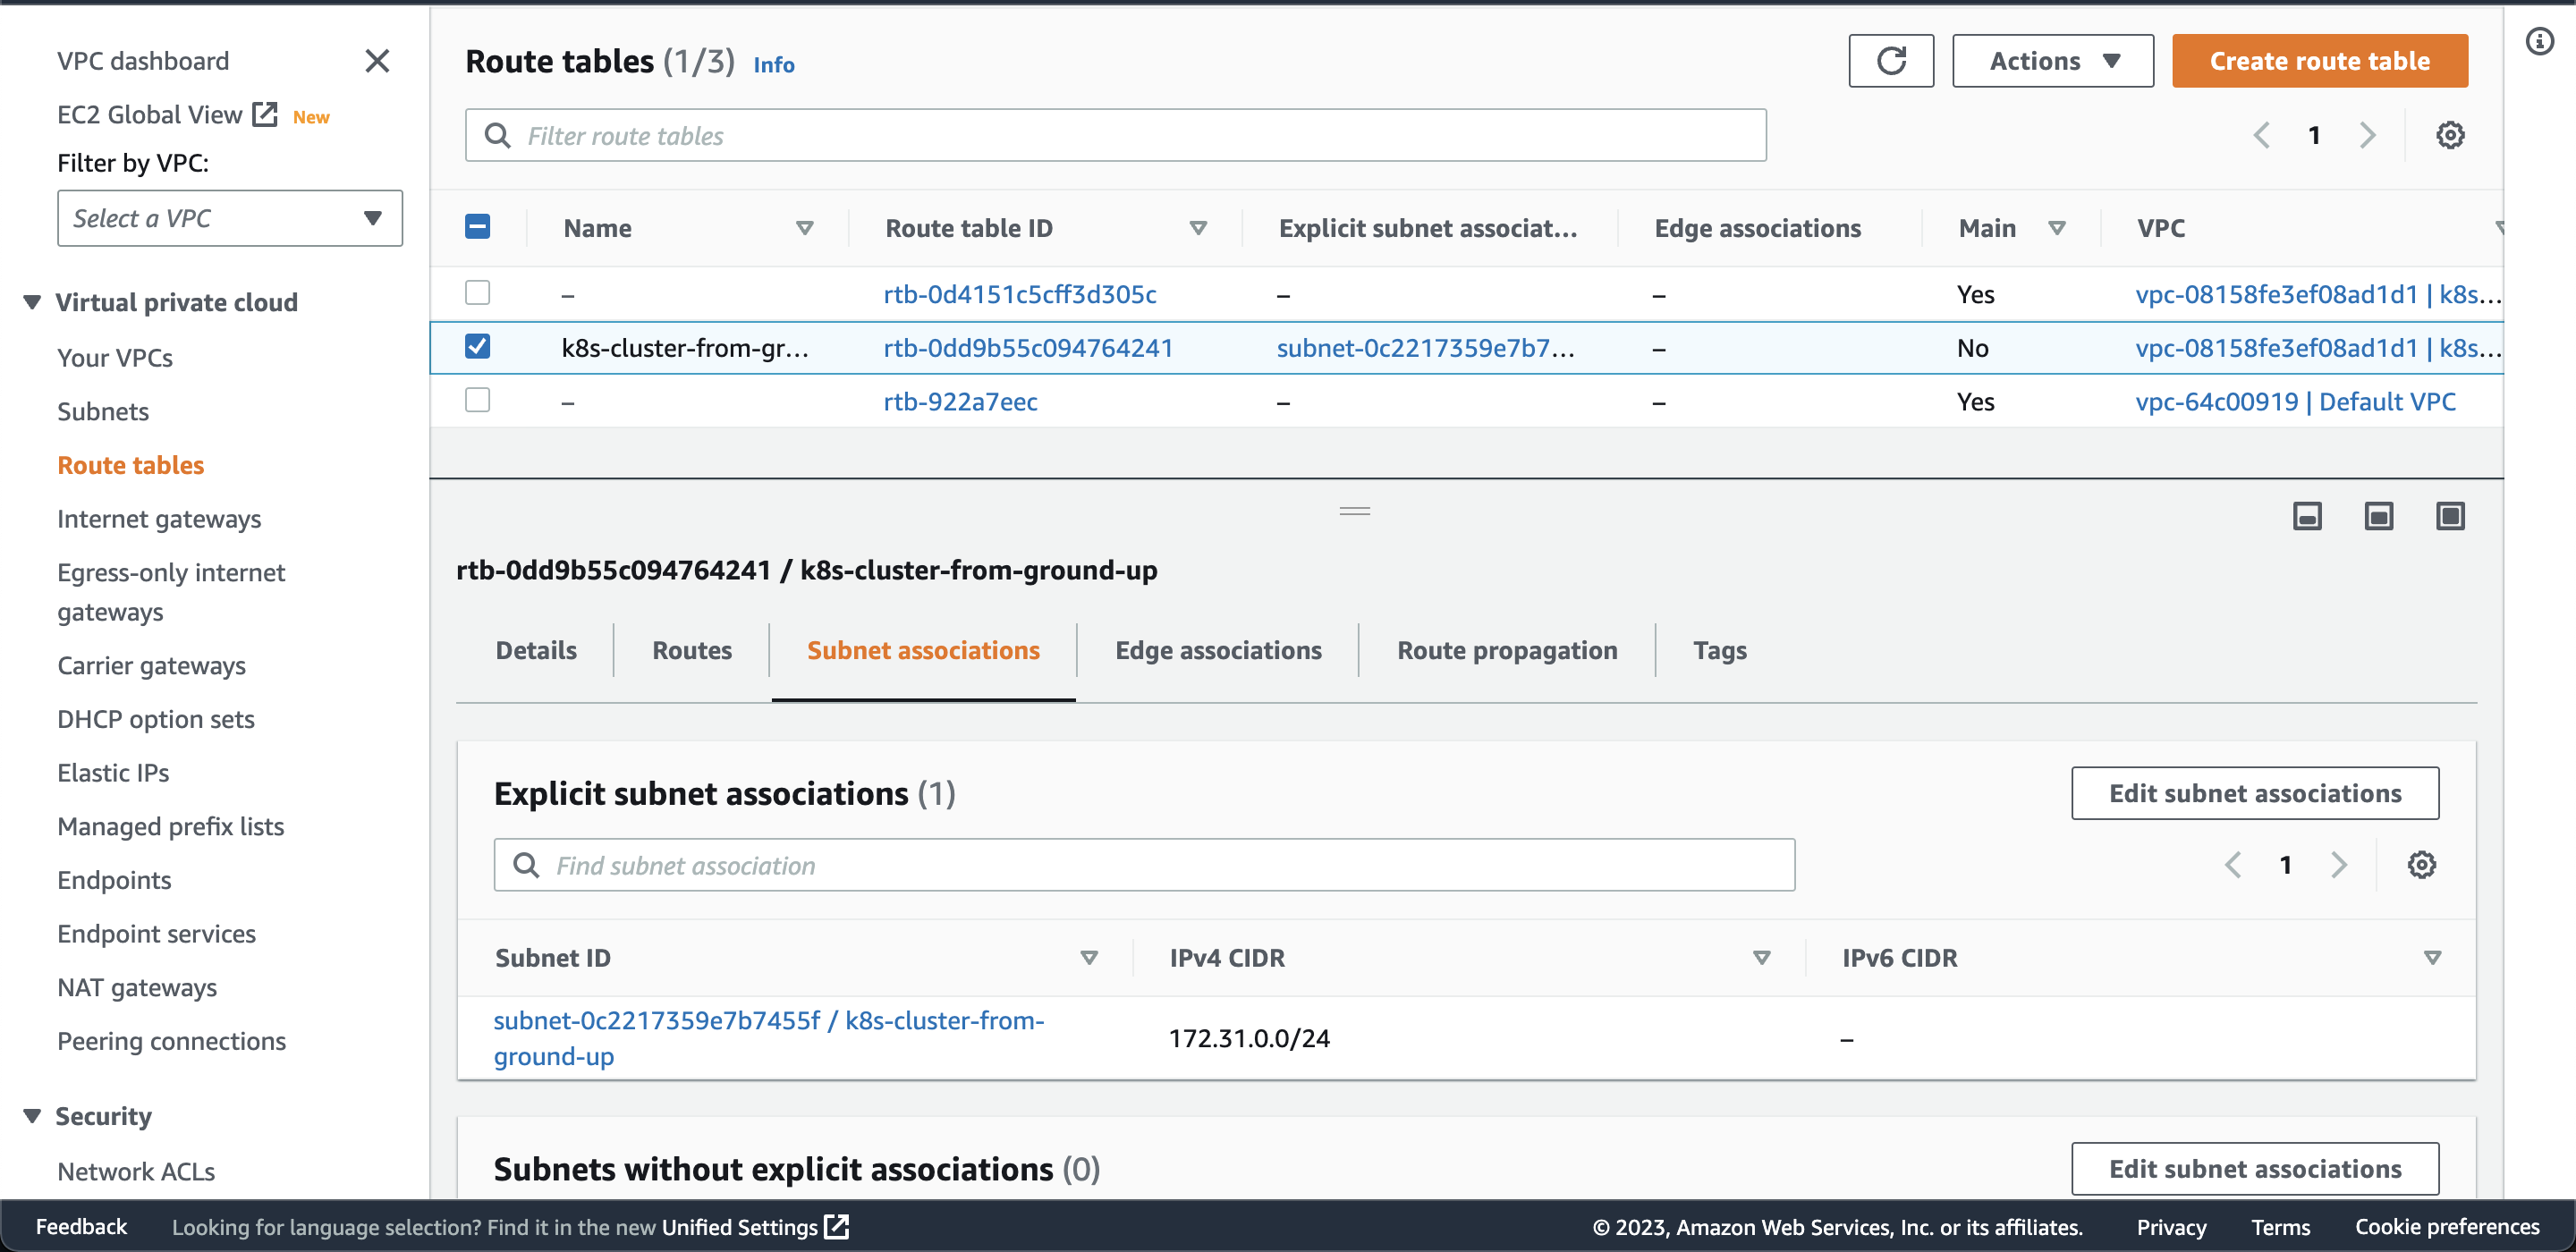 VPC dashboard
EC2 Global View New
Filter by VPC:
Select a VPC
Virtual private cloud
Your VPCs
Subnets
Route tables
Internet gateways
Egress-only internet
gateways
Carrier gateways
DHCP option sets
Elastic IPs
Managed prefix lists
Endpoints
Endpoint services
NAT gateways
Peering connections
Security
Network ACLs
Route tables (1/3) Info
Actions
Create route table
Filter route tables
1
Name Route table ID Explicit subnet associat... Edge associations Main VPC
– rtb-0d4151c5cff3d305c – – Yes vpc-08158fe3ef08ad1d1 | k8s...
k8s-cluster-from-gr... rtb-0dd9b55c094764241 subnet-0c2217359e7b7... – No vpc-08158fe3ef08ad1d1 | k8s...
– rtb-922a7eec – – Yes vpc-64c00919 | Default VPC
rtb-0dd9b55c094764241 / k8s-cluster-from-ground-up
Details Routes Subnet associations Edge associations Route propagation Tags
Explicit subnet associations (1)
Edit subnet associations
Find subnet association
1
Subnet ID IPv4 CIDR IPv6 CIDR
subnet-0c2217359e7b7455f / k8s-cluster-from-
ground-up
172.31.0.0/24 –
Subnets without explicit associations (0)
Edit subnet associations
Feedback Looking for language selection? Find it in the new Unified Settings © 2023, Amazon Web Services, Inc. or its affiliates. Privacy Terms Cookie preferences